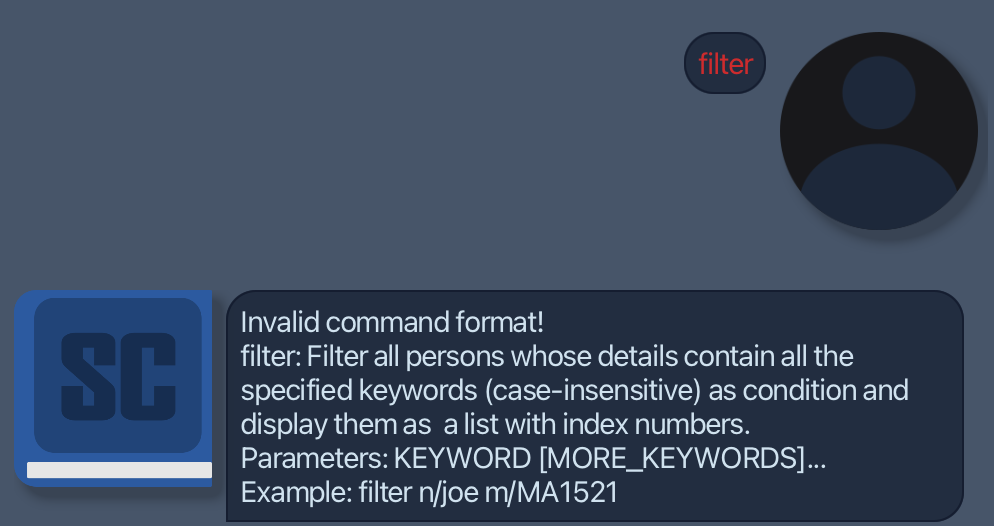 filter
SC
Invalid command format!
filter: Filter all persons whose details contain all the
specified keywords (case-insensitive) as condition and
display them as  a list with index numbers.
Parameters: KEYWORD [MORE_KEYWORDS]...
Example: filter n/joe m/MA1521